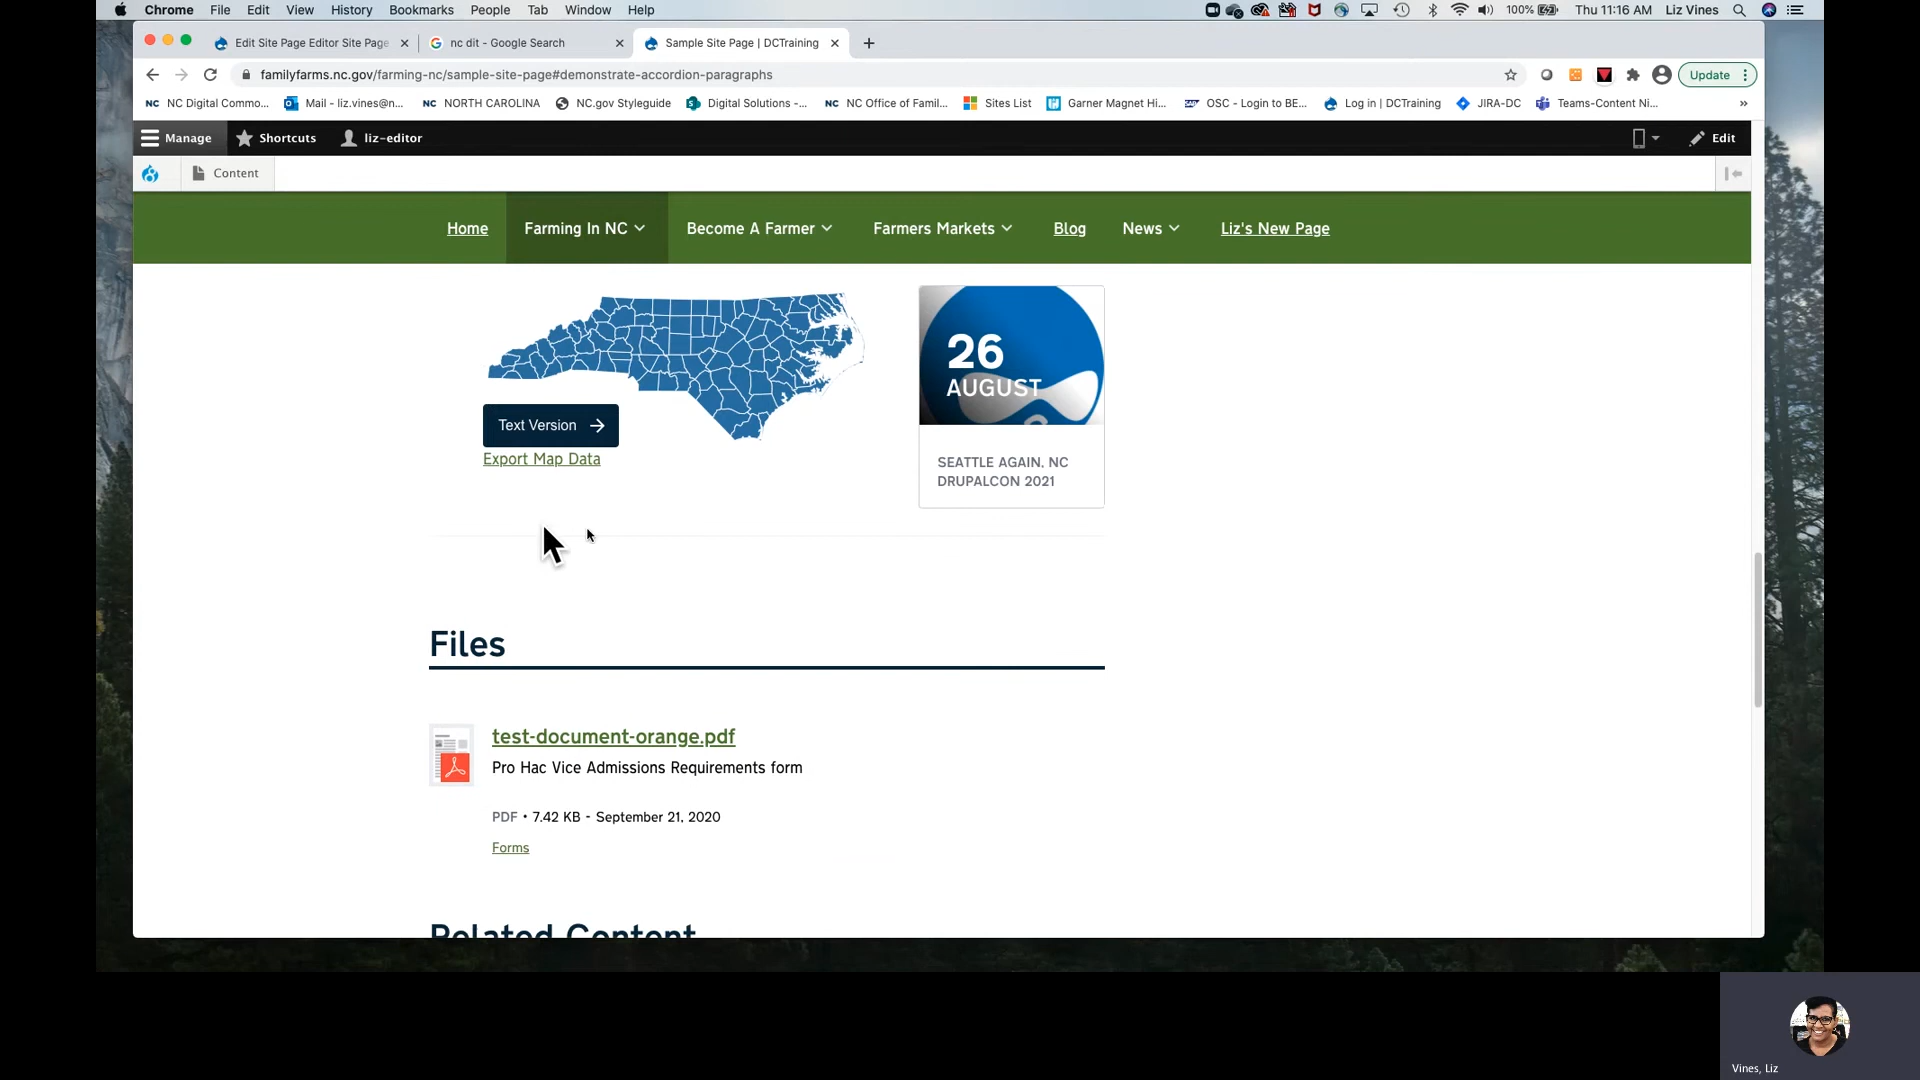 Chrome File Edit View History Bookmarks People Tab Window Help 100% Thu 11:16 AM Liz Vines
Edit Site Page Editor Site Page
nc dit - Google Search
Sample Site Page | DCTraining
familyfarms.nc.gov/farming-nc/sample-site-page#demonstrate-accordion-paragraphs
Update
NC Digital Commo... Mail - liz.vines@n... NORTH CAROLINA NC.gov Styleguide Digital Solutions -... NC Office of Famil... Sites List Garner Magnet Hi... OSC - Login to BE... Log in | DCTraining JIRA-DC Teams-Content Ni... »
Manage Shortcuts liz-editor Edit
Content
Home Farming In NC Become A Farmer Farmers Markets Blog News Liz's New Page
26
AUGUST
Text Version
Export Map Data
SEATTLE AGAIN, NC
DRUPALCON 2021
Files
test-document-orange.pdf
Pro Hac Vice Admissions Requirements form
PDF • 7.42 KB - September 21, 2020
Forms
Related Content
Vines, Liz